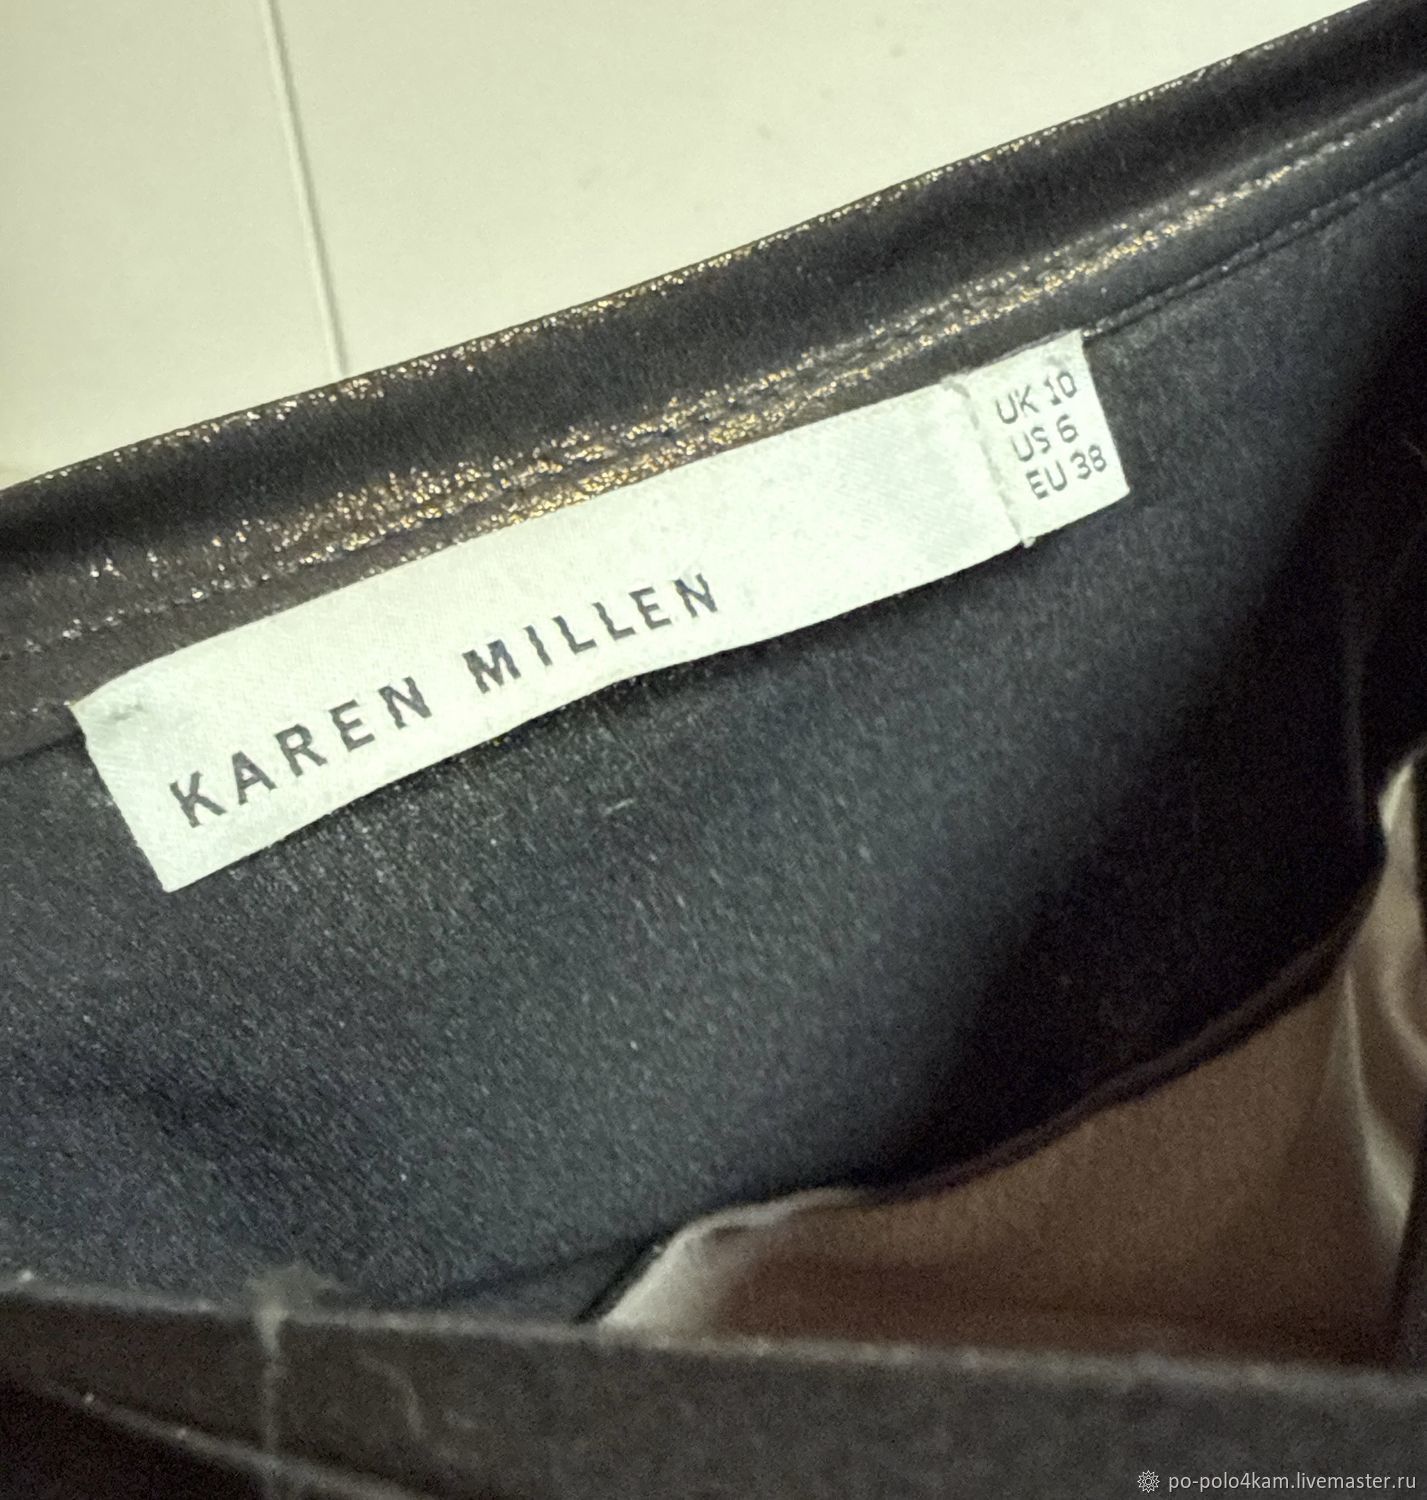 UK 10
US 6
EU 38
KAREN MILLEN
po-polo4kam.livemaster.ru